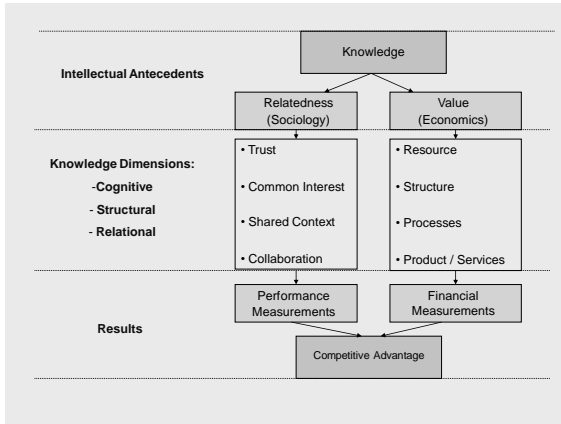 Knowledge
Intellectual Antecedents
Relatedness
(Sociology)
Value
(Economics)
Knowledge Dimensions:
-Cognitive
- Structural
- Relational
• Trust
• Common Interest
• Shared Context
• Collaboration
• Resource
• Structure
• Processes
• Product / Services
Results
Performance
Measurements
Financial
Measurements
Competitive Advantage